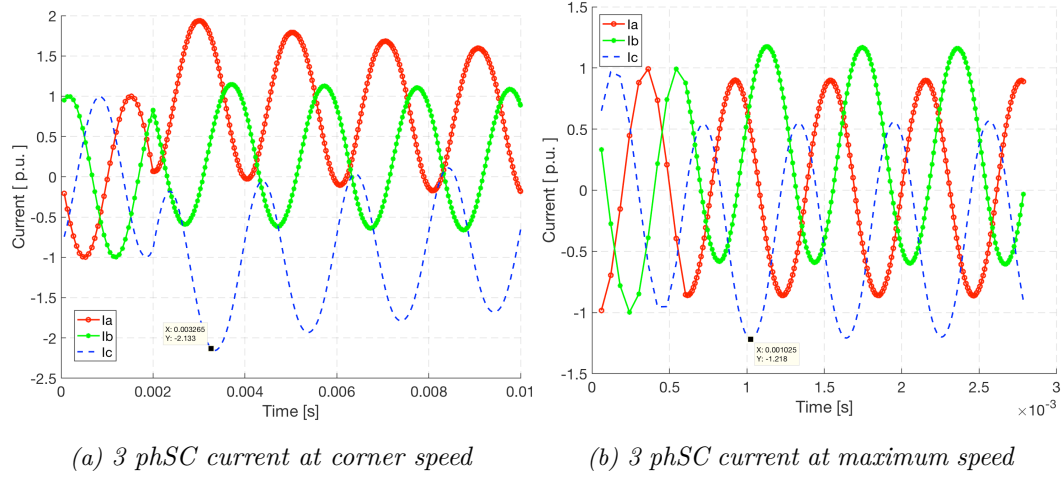 2
1.5
1
0.5
0
-0.5
-1
-1.5
-2
-2.5
Current [ p.u. ]
Ia
Ib
Ic
X: 0.003265
Y: -2.133
0
0.002
0.004
0.006
0.008
0.01
Time [s]
(a) 3 phSC current at corner speed
1.5
1
0.5
0
-0.5
-1
-1.5
Current [ p.u. ]
Ia
Ib
Ic
X: 0.001025
Y: -1.218
0
0.5
1
1.5
2
2.5
3
×10⁻³
Time [s]
(b) 3 phSC current at maximum speed